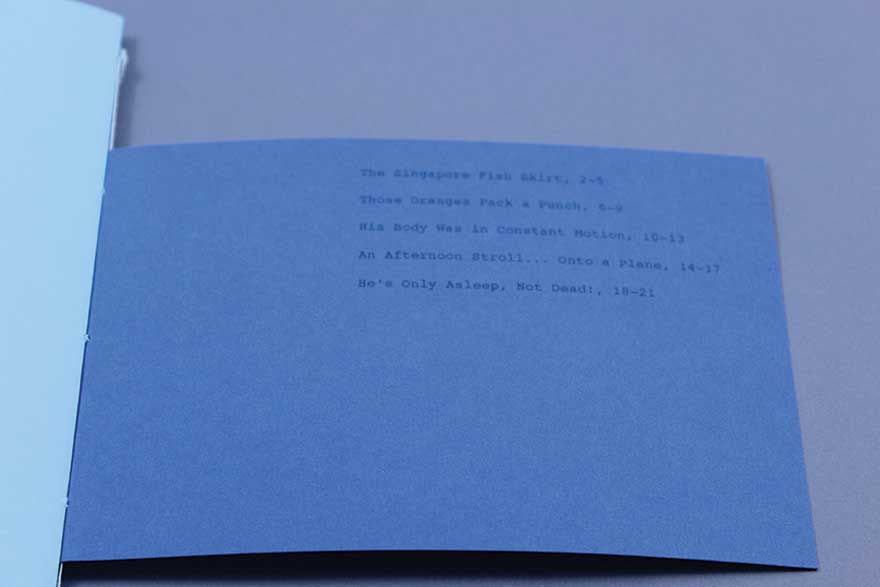 The Singapore Fish Skirt, 2-5
Those Oranges Pack a Punch, 6-9
His Body Was in Constant Motion, 10-13
An Afternoon Stroll... Onto a Plane, 14-17
He's Only Asleep, Not Dead!, 18-21